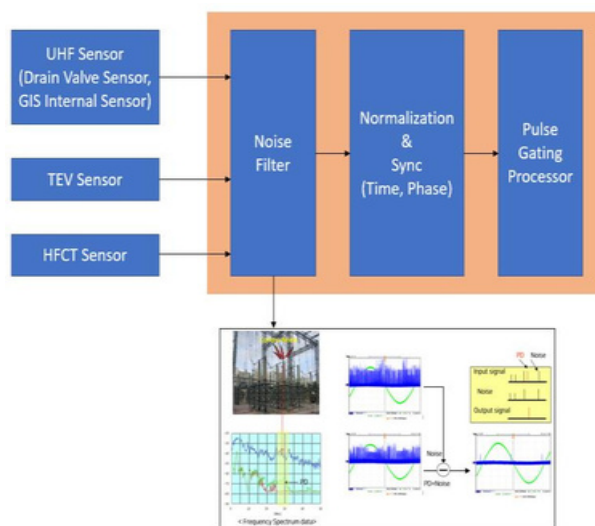 UHF Sensor
(Drain Valve Sensor,
GIS Internal Sensor)
TEV Sensor
HFCT Sensor
Noise
Filter
Normalization
&
Sync
(Time, Phase)
Pulse
Gating
Processor
PD
< Frequency Spectrum data>
Noise
PD+Noise
PD Noise
Input signal
Noise
Output signal